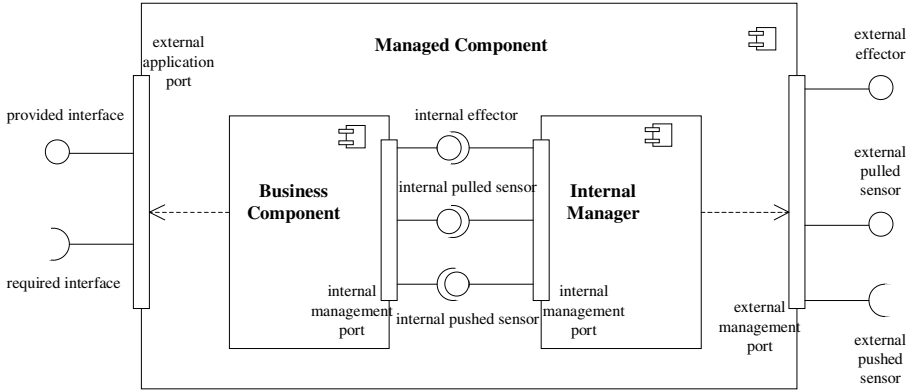 Managed Component
external
application
port
provided interface
required interface
Business
Component
internal effector
internal pulled sensor
internal pushed sensor
internal
management
port
Internal
Manager
internal
management
port
external
management
port
external
effector
external
pulled
sensor
external
pushed
sensor